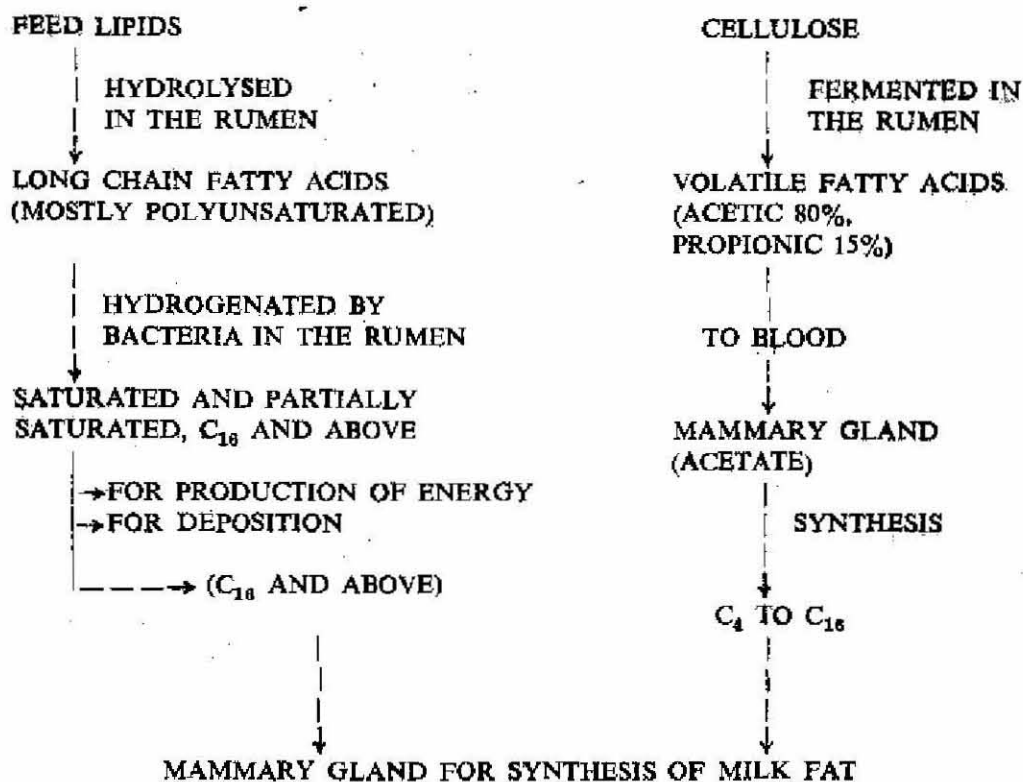 FEED LIPIDS
HYDROLYSED
IN THE RUMEN
LONG CHAIN FATTY ACIDS
(MOSTLY POLYUNSATURATED)
HYDROGENATED BY
BACTERIA IN THE RUMEN
SATURATED AND PARTIALLY
SATURATED, C₁₆ AND ABOVE
FOR PRODUCTION OF ENERGY
FOR DEPOSITION
(C₁₆ AND ABOVE)
CELLULOSE
FERMENTED IN
THE RUMEN
VOLATILE FATTY ACIDS
(ACETIC 80%,
PROPIONIC 15%)
TO BLOOD
MAMMARY GLAND
(ACETATE)
SYNTHESIS
C₄ TO C₁₆
MAMMARY GLAND FOR SYNTHESIS OF MILK FAT